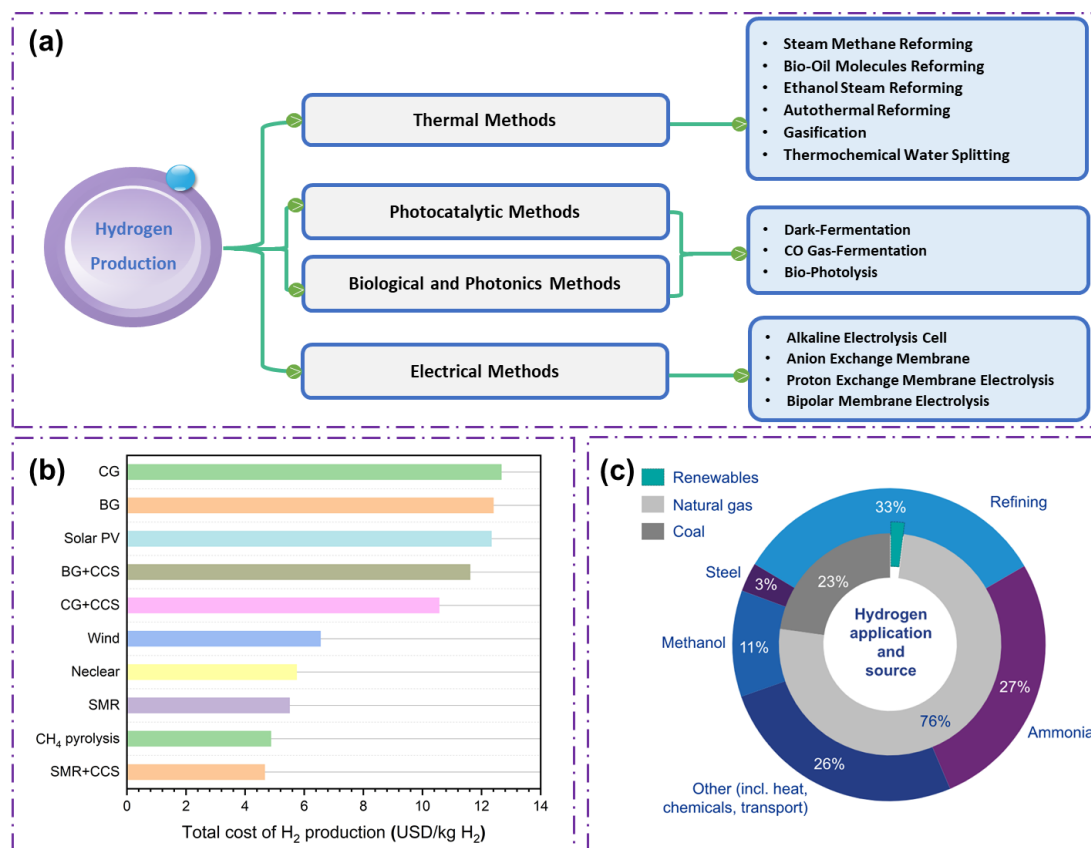 (a)
Hydrogen
Production
Thermal Methods
Photocatalytic Methods
Biological and Photonics Methods
Electrical Methods
• Steam Methane Reforming
• Bio-Oil Molecules Reforming
• Ethanol Steam Reforming
• Autothermal Reforming
• Gasification
• Thermochemical Water Splitting
• Dark-Fermentation
• CO Gas-Fermentation
• Bio-Photolysis
• Alkaline Electrolysis Cell
• Anion Exchange Membrane
• Proton Exchange Membrane Electrolysis
• Bipolar Membrane Electrolysis
(b)
CG
BG
Solar PV
BG+CCS
CG+CCS
Wind
Neclear
SMR
CH₄ pyrolysis
SMR+CCS
0 2 4 6 8 10 12 14
Total cost of H₂ production (USD/kg H₂)
(c)
Renewables
Natural gas
Coal
33%
Refining
Steel
3%
23%
Hydrogen
application
and
source
Methanol
11%
27%
Ammonia
76%
26%
Other (incl. heat,
chemicals, transport)